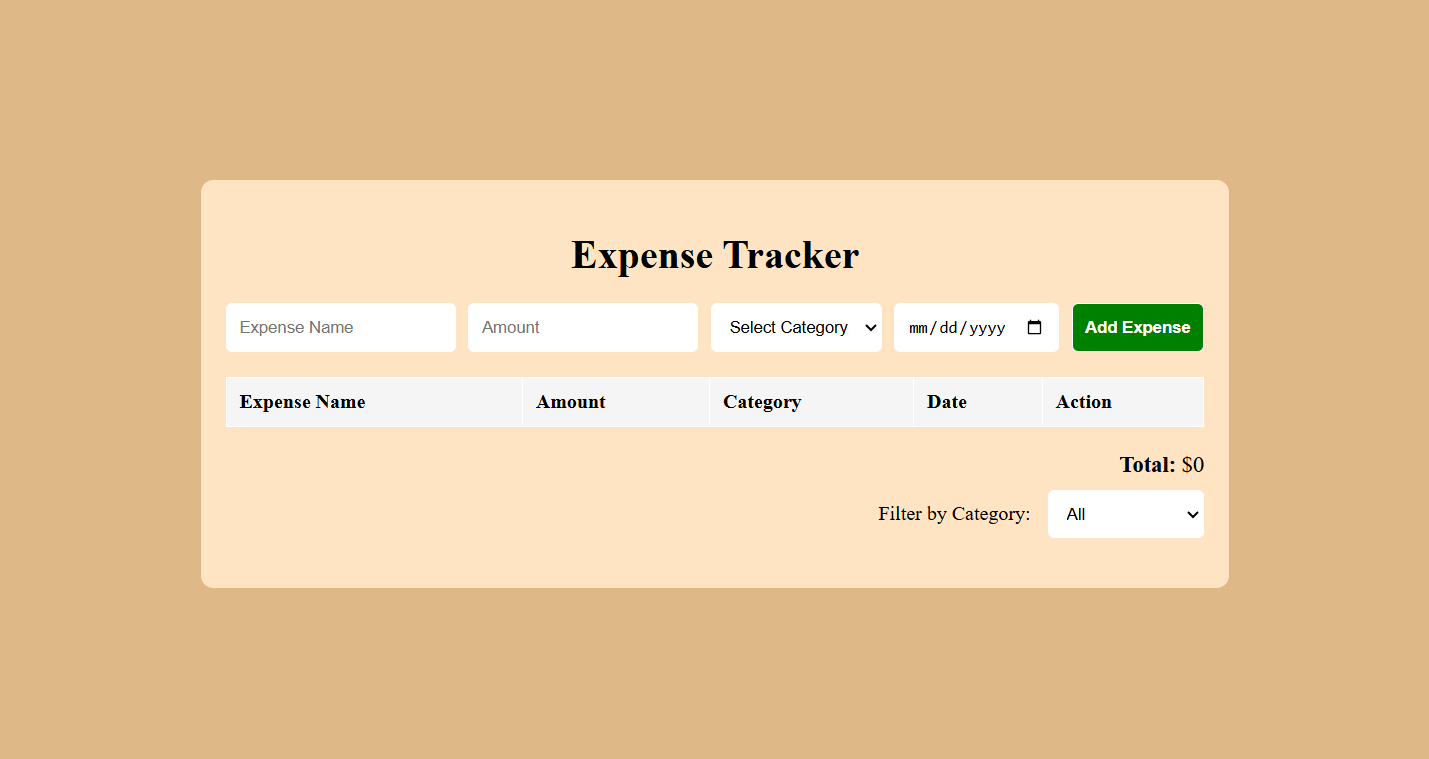 Expense Tracker
Expense Name Amount Select Category mm/dd/yyyy Add Expense
Expense Name Amount Category Date Action
Total: $0
Filter by Category: All